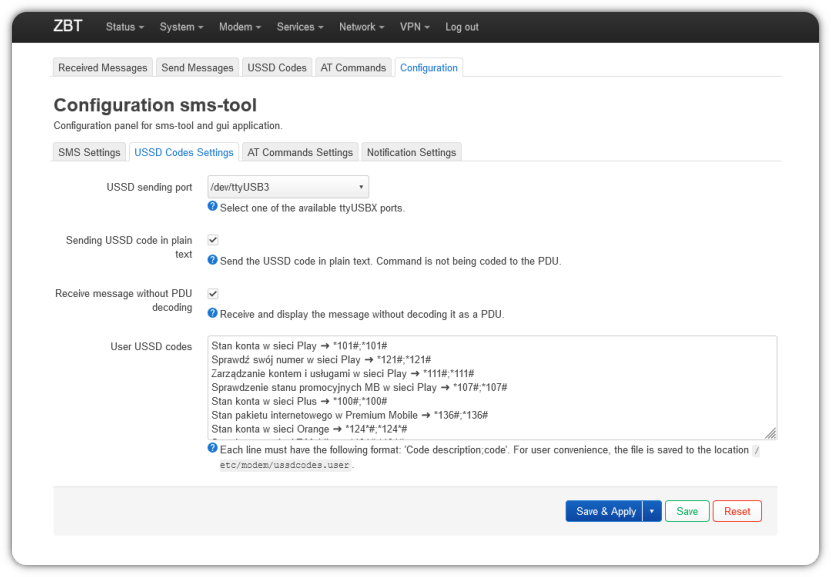 ZBT Status System Modem Services Network VPN Log out
Received Messages Send Messages USSD Codes AT Commands Configuration
Configuration sms-tool
Configuration panel for sms-tool and gui application.
SMS Settings USSD Codes Settings AT Commands Settings Notification Settings
USSD sending port /dev/ttyUSB3
Select one of the available ttyUSBX ports.
Sending USSD code in plain
text
Send the USSD code in plain text. Command is not being coded to the PDU.
Receive message without PDU
decoding
Receive and display the message without decoding it as a PDU.
User USSD codes
Stan konta w sieci Play ➔ *101#;*101#
Sprawdź swój numer w sieci Play ➔ *121#;*121#
Zarządzanie kontem i usługami w sieci Play ➔ *111#;*111#
Sprawdzenie stanu promocyjnych MB w sieci Play ➔ *107#;*107#
Stan konta w sieci Plus ➔ *100#;*100#
Stan pakietu internetowego w Premium Mobile ➔ *136#;*136#
Stan konta w sieci Orange ➔ *124*#;*124*#
Each line must have the following format: 'Code description;code'. For user convenience, the file is saved to the location /
etc/modem/ussdcodes.user.
Save & Apply Save Reset